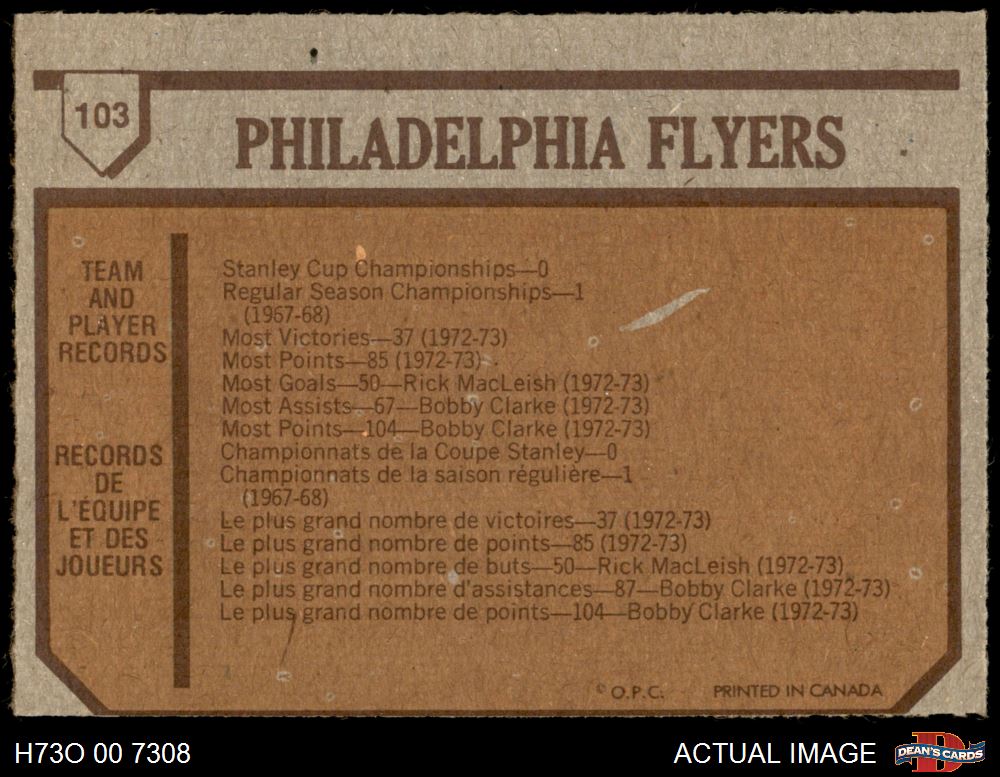 103
PHILADELPHIA FLYERS
TEAM
AND
PLAYER
RECORDS
Stanley Cup Championships—0
Regular Season Championships—1
(1967-68)
Most Victories—37 (1972-73)
Most Points—85 (1972-73)
Most Goals—50—Rick MacLeish (1972-73)
Most Assists—67—Bobby Clarke (1972-73)
Most Points—104—Bobby Clarke (1972-73)
RECORDS
DE
L'ÉQUIPE
ET DES
JOUEURS
Championnats de la Coupe Stanley—0
Championnats de la saison régulière—1
(1967-68)
Le plus grand nombre de victoires—37 (1972-73)
Le plus grand nombre de points—85 (1972-73)
Le plus grand nombre de buts—50—Rick MacLeish (1972-73)
Le plus grand nombre d'assistances—87—Bobby Clarke (1972-73)
Le plus grand nombre de points—104—Bobby Clarke (1972-73)
© O.P.C. PRINTED IN CANADA
H73O 00 7308
ACTUAL IMAGE
D
DEAN'S CARDS